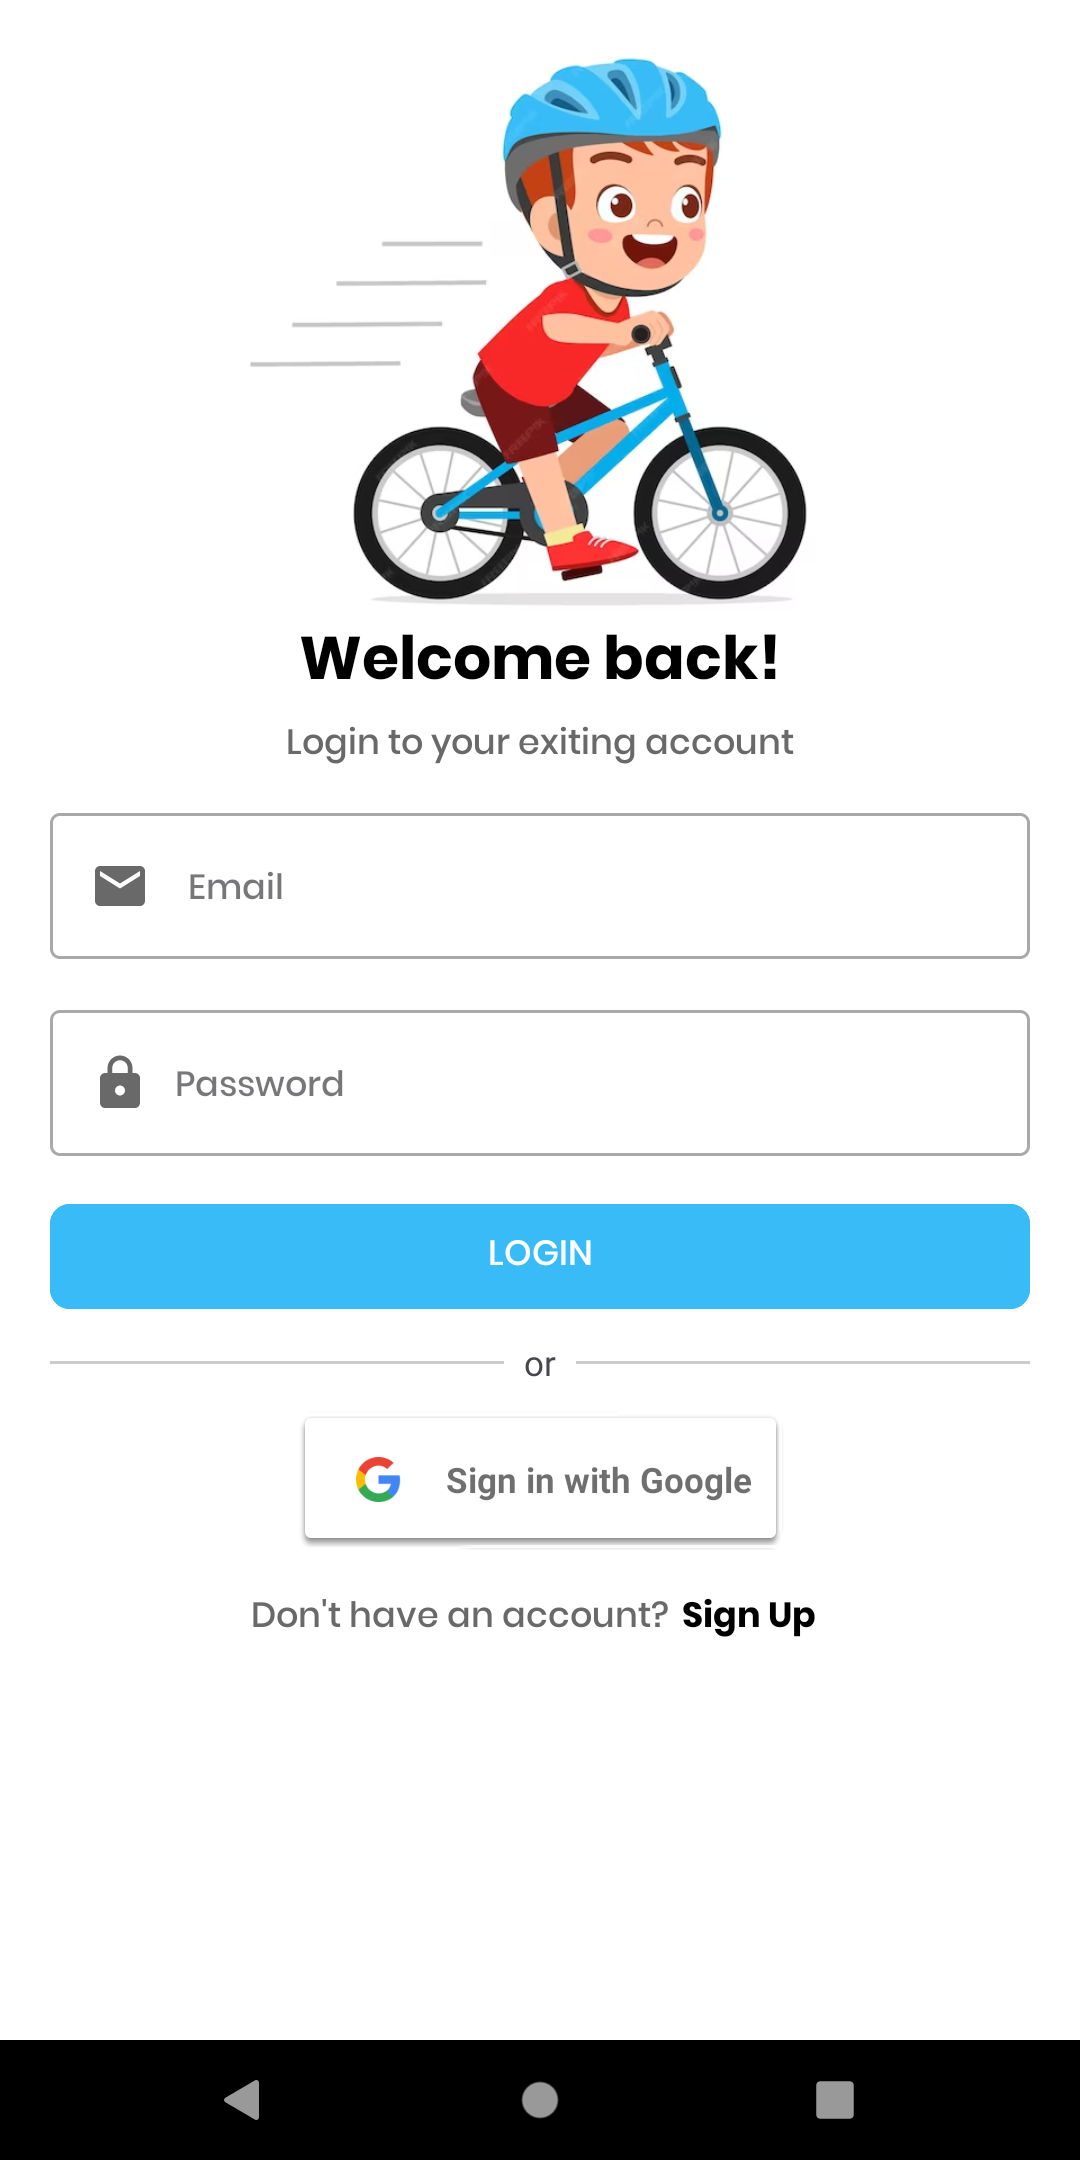 Welcome back!
Login to your exiting account
Email
Password
LOGIN
or
Sign in with Google
Don't have an account? Sign Up